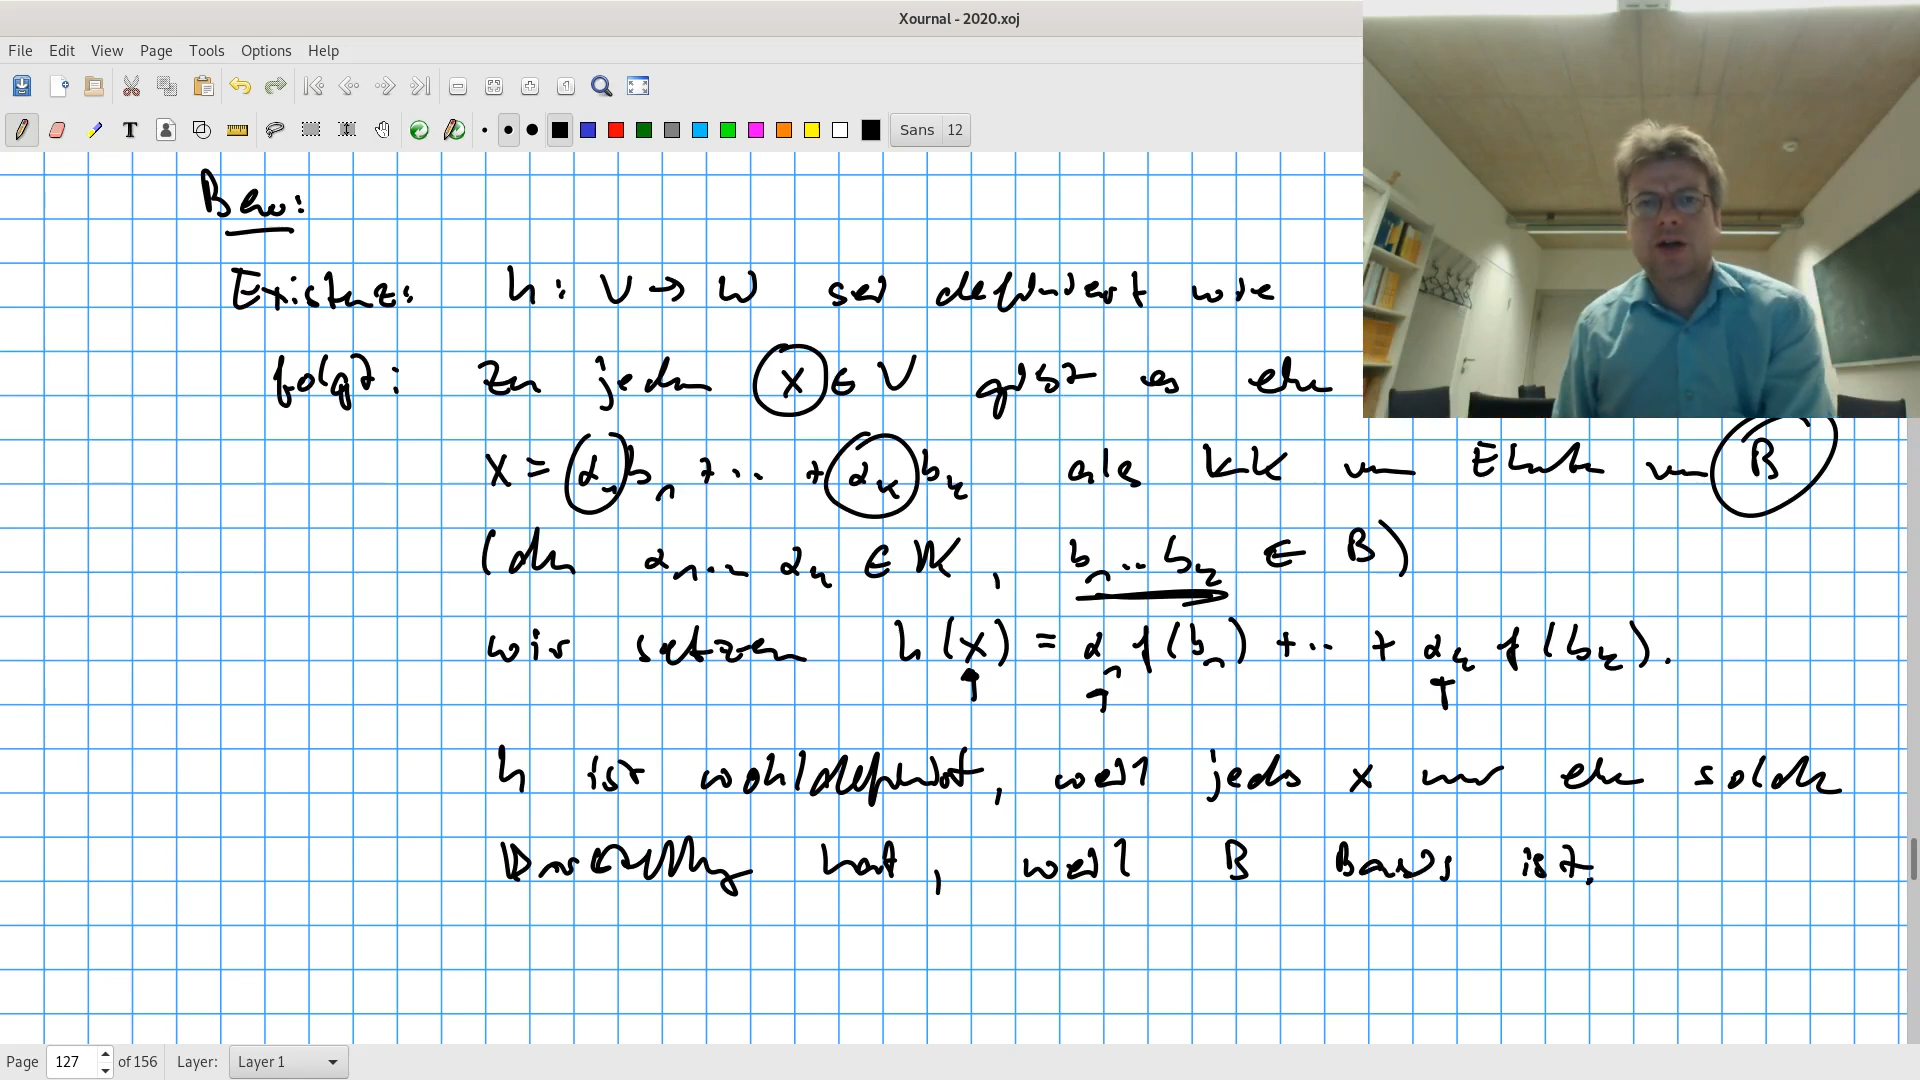 Xournal - 2020.xoj
File Edit View Page Tools Options Help
T Sans 12
Bew:
Existenz: h: V → W sei definiert wie
folgt: Zu jedem x ∈ V gibt es eine
x = α₁b₁ + .. + αₖbₖ als LK von Elementen von B
(den α₁ .. αₖ ∈ K, b₁ .. bₖ ∈ B)
wir setzen h(x) = α₁ f(b₁) + .. + αₖ f(bₖ).
h ist wohldefiniert, weil jedes x nur eine solche
Darstellung hat, weil B Basis ist.
Page 127 of 156 Layer: Layer 1